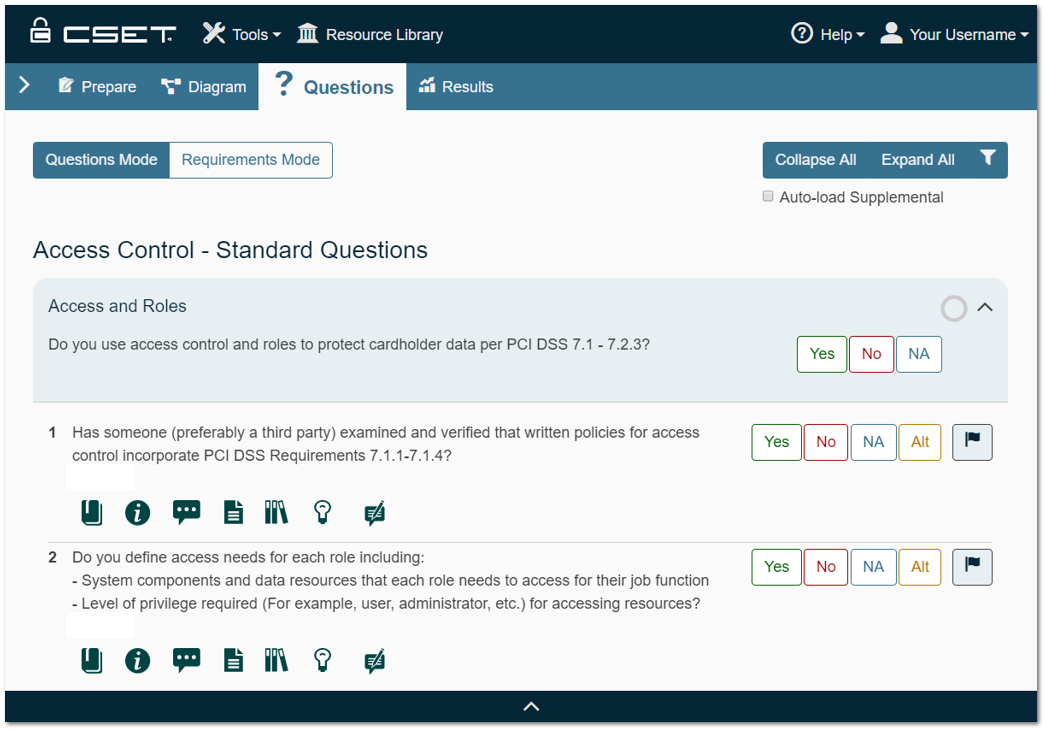 CSET Tools Resource Library Help Your Username
Prepare Diagram ? Questions Results
Questions Mode Requirements Mode Collapse All Expand All
Auto-load Supplemental
Access Control - Standard Questions
Access and Roles
Do you use access control and roles to protect cardholder data per PCI DSS 7.1 - 7.2.3?
Yes No NA
1 Has someone (preferably a third party) examined and verified that written policies for access
control incorporate PCI DSS Requirements 7.1.1-7.1.4?
Yes No NA Alt
2 Do you define access needs for each role including:
- System components and data resources that each role needs to access for their job function
- Level of privilege required (For example, user, administrator, etc.) for accessing resources?
Yes No NA Alt